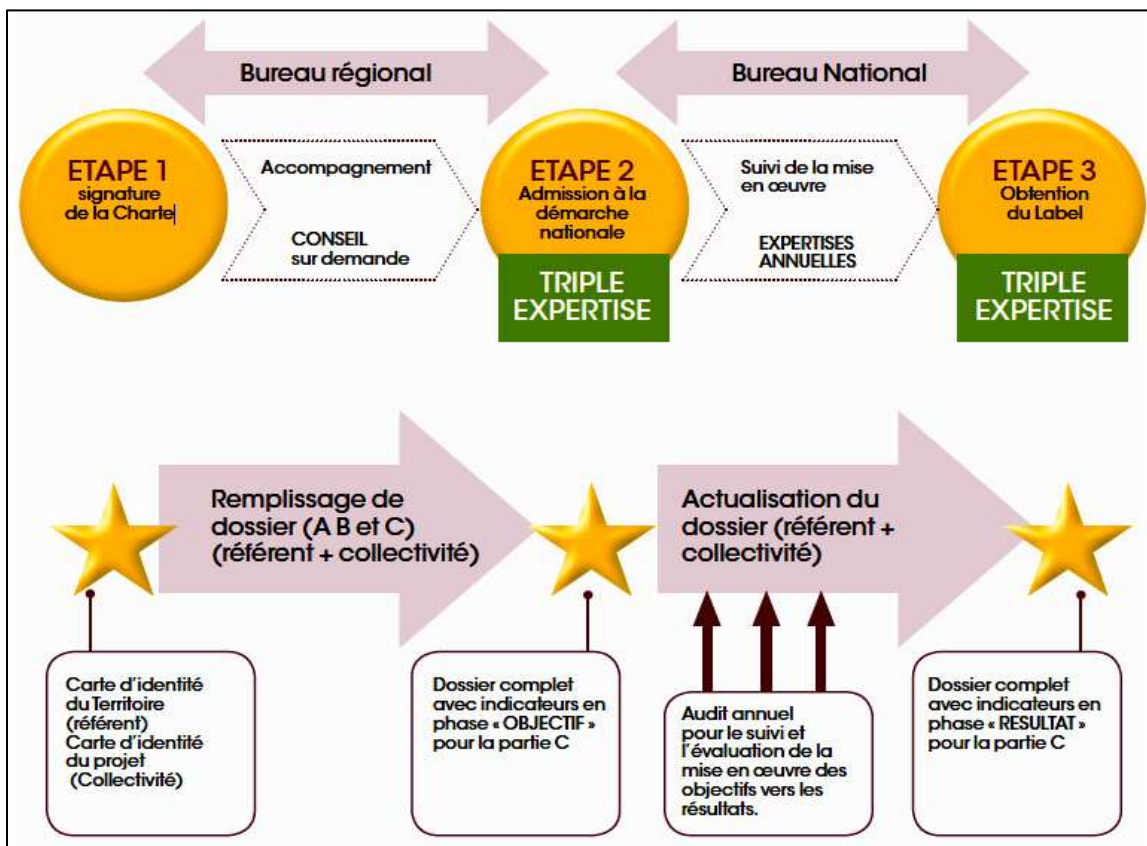 Bureau régional
Bureau National
ETAPE 1
signature
de la Charte
Accompagnement
CONSEIL
sur demande
ETAPE 2
Admission à la
démarche
nationale
TRIPLE
EXPERTISE
Suivi de la mise
en œuvre
EXPERTISES
ANNUELLES
ETAPE 3
Obtention
du Label
TRIPLE
EXPERTISE
Remplissage de
dossier (A B et C)
(référent + collectivité)
Actualisation du
dossier (référent +
collectivité)
Carte d'identité
du Territoire
(référent)
Carte d'identité
du projet
(Collectivité)
Dossier complet
avec indicateurs en
phase « OBJECTIF »
pour la partie C
Audit annuel
pour le suivi et
l'évaluation de la
mise en œuvre des
objectifs vers les
résultats.
Dossier complet
avec indicateurs en
phase « RESULTAT »
pour la partie C